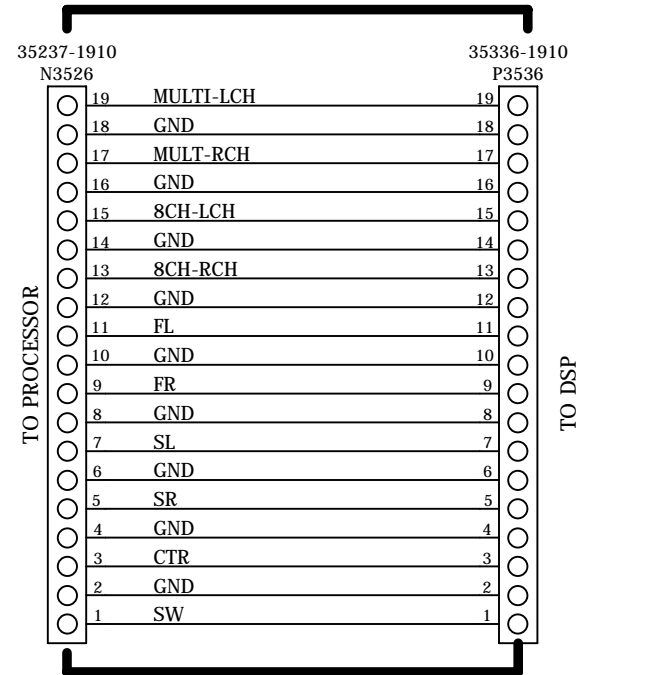 35237-1910 35336-1910
N3526 P3536
19 MULTI-LCH 19
18 GND 18
17 MULT-RCH 17
16 GND 16
15 8CH-LCH 15
14 GND 14
13 8CH-RCH 13
12 GND 12
11 FL 11
10 GND 10
9 FR 9
8 GND 8
7 SL 7
6 GND 6
5 SR 5
4 GND 4
3 CTR 3
2 GND 2
1 SW 1
TO PROCESSOR
TO DSP